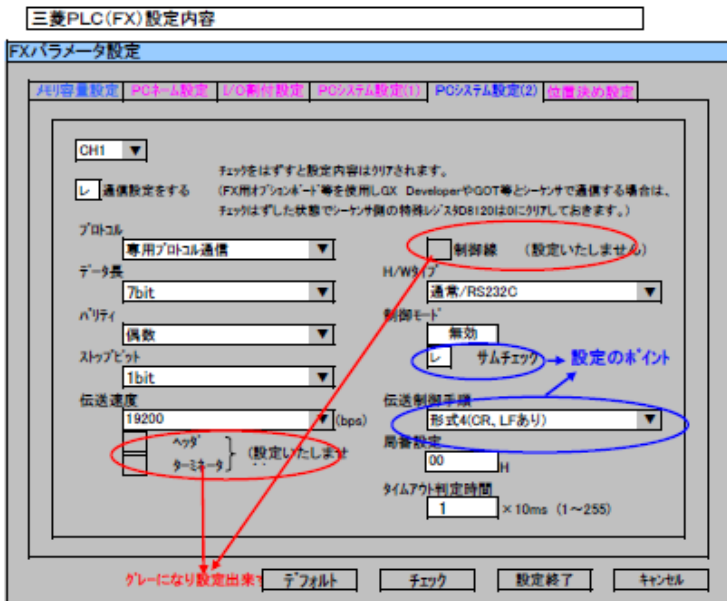 三菱PLC(FX)設定内容
FXパラメータ設定
メモリ容量設定 PCネーム設定 I/O割付設定 PCシステム設定(1) PCシステム設定(2) 位置決め設定
CH1 ▼
チェックをはずすと設定内容はクリアされます。
レ 通信設定をする (FX用オプションボード等を使用しGX DeveloperやGOT等とシーケンサで通信する場合は、
チェックはずした状態でシーケンサ側の特殊レジスタD8120は0にクリアしておきます。)
プロトコル
専用プロトコル通信 ▼
制御線 (設定いたしません)
データ長
H/Wタイプ
7bit ▼
通常/RS232C ▼
パリティ
制御モード
偶数 ▼
無効
ストップビット
レ サムチェック
設定のポイント
1bit ▼
伝送速度
伝送制御手順
19200 ▼ (bps)
形式4(CR、LFあり) ▼
ヘッダ
ターミネータ
(設定いたしませ
局番設定
00 H
タイムアウト判定時間
1 ×10ms (1~255)
グレーになり設定出来
デフォルト チェック 設定終了 キャンセル